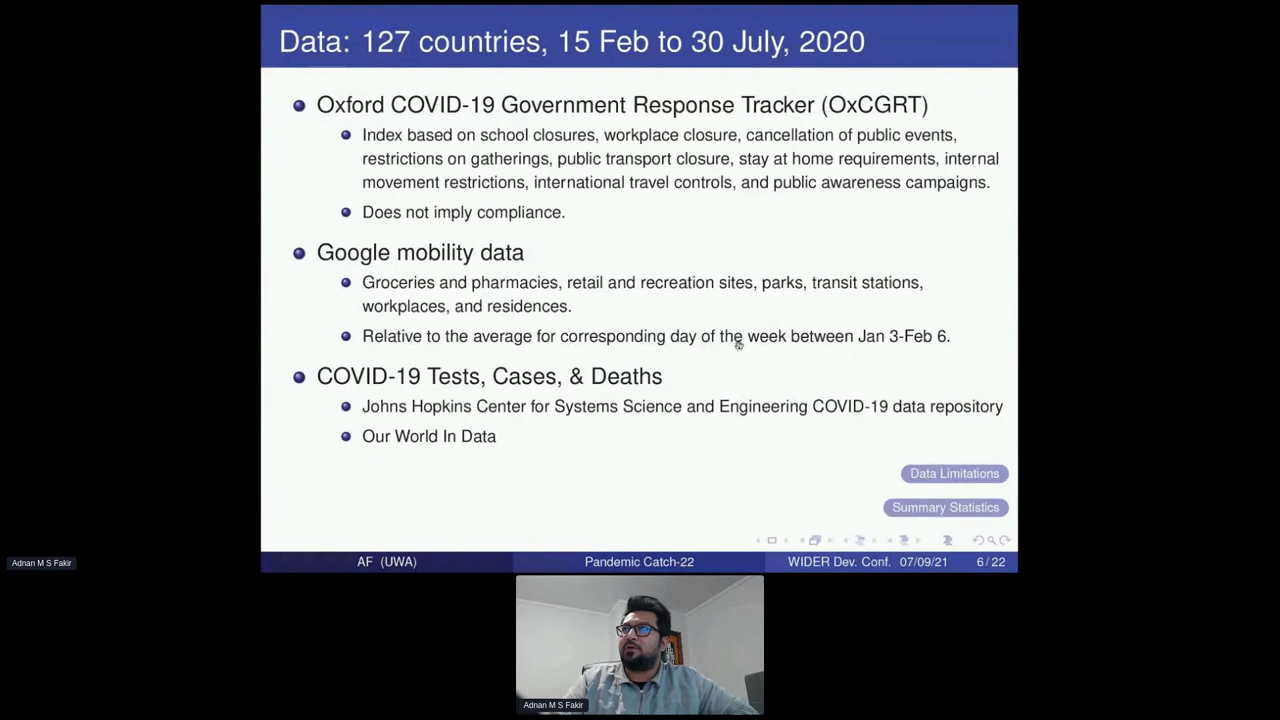 Data: 127 countries, 15 Feb to 30 July, 2020
Oxford COVID-19 Government Response Tracker (OxCGRT)
Index based on school closures, workplace closure, cancellation of public events,
restrictions on gatherings, public transport closure, stay at home requirements, internal
movement restrictions, international travel controls, and public awareness campaigns.
Does not imply compliance.
Google mobility data
Groceries and pharmacies, retail and recreation sites, parks, transit stations,
workplaces, and residences.
Relative to the average for corresponding day of the week between Jan 3-Feb 6.
COVID-19 Tests, Cases, & Deaths
Johns Hopkins Center for Systems Science and Engineering COVID-19 data repository
Our World In Data
Data Limitations
Summary Statistics
AF (UWA) Pandemic Catch-22 WIDER Dev. Conf. 07/09/21 6 / 22
Adnan M S Fakir
Adnan M S Fakir